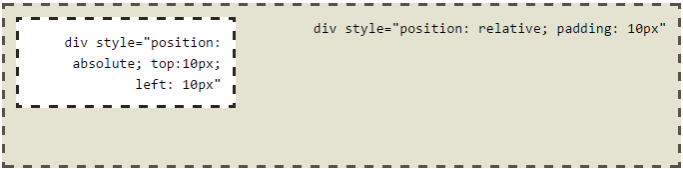 div style="position: relative; padding: 10px"
div style="position:
absolute; top:10px;
left: 10px"